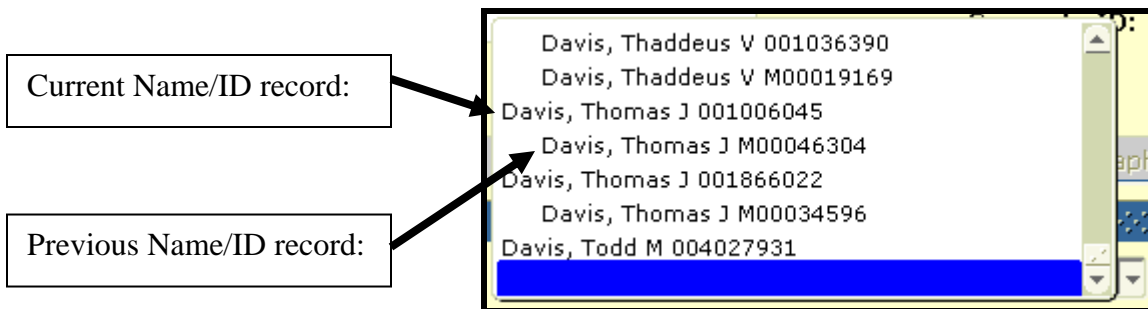 Current Name/ID record:
Previous Name/ID record:
Davis, Thaddeus V 001036390
Davis, Thaddeus V M00019169
Davis, Thomas J 001006045
Davis, Thomas J M00046304
Davis, Thomas J 001866022
Davis, Thomas J M00034596
Davis, Todd M 004027931